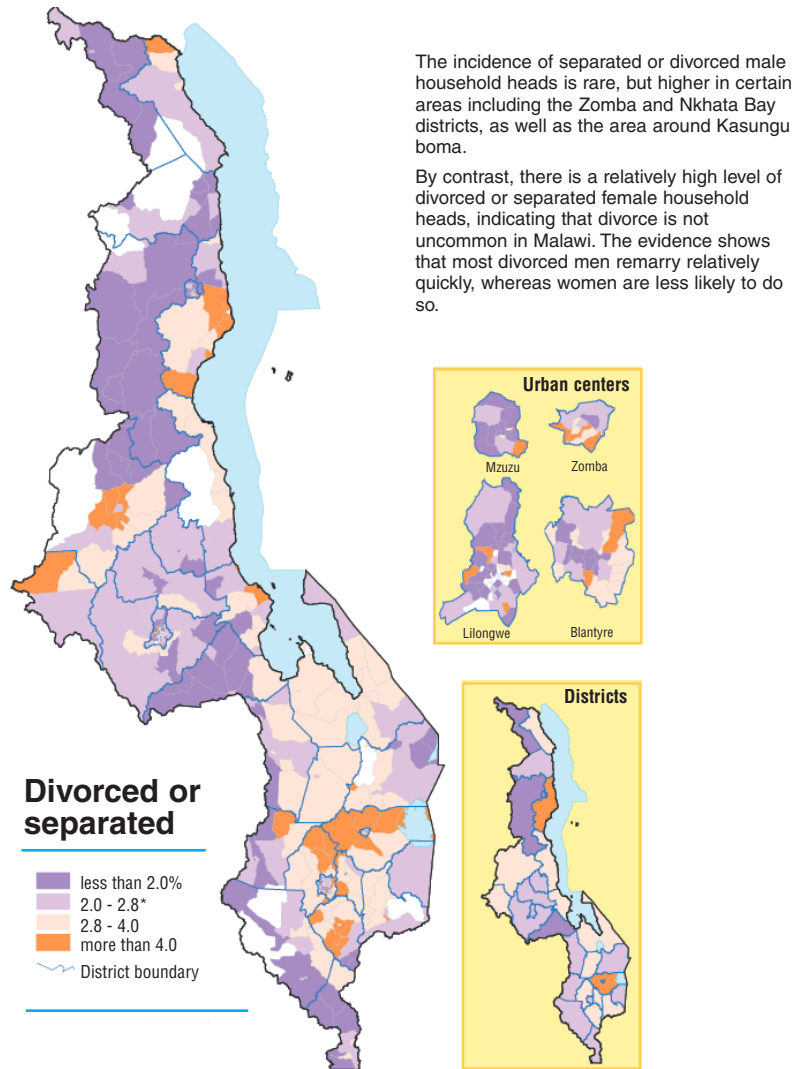 The incidence of separated or divorced male
household heads is rare, but higher in certain
areas including the Zomba and Nkhata Bay
districts, as well as the area around Kasungu
boma.
By contrast, there is a relatively high level of
divorced or separated female household
heads, indicating that divorce is not
uncommon in Malawi. The evidence shows
that most divorced men remarry relatively
quickly, whereas women are less likely to do
so.
Urban centers
Mzuzu
Zomba
Lilongwe
Blantyre
Districts
Divorced or
separated
less than 2.0%
2.0 - 2.8*
2.8 - 4.0
more than 4.0
District boundary